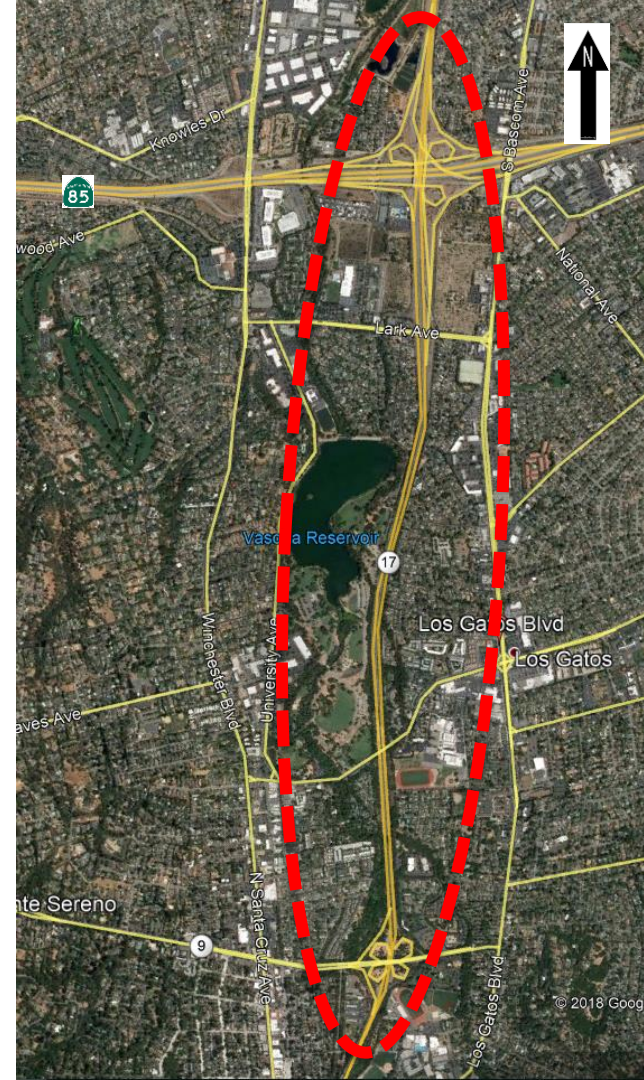 N
Knowles Dr
S Bascom Ave
85
wood Ave
National Ave
Lark Ave
Vasona Reservoir
17
Winchester Blvd
University Ave
Los Gatos Blvd
Los Gatos
aves Ave
nte Sereno
N Santa Cruz Ave
9
Los Gatos Blvd
© 2018 Goog